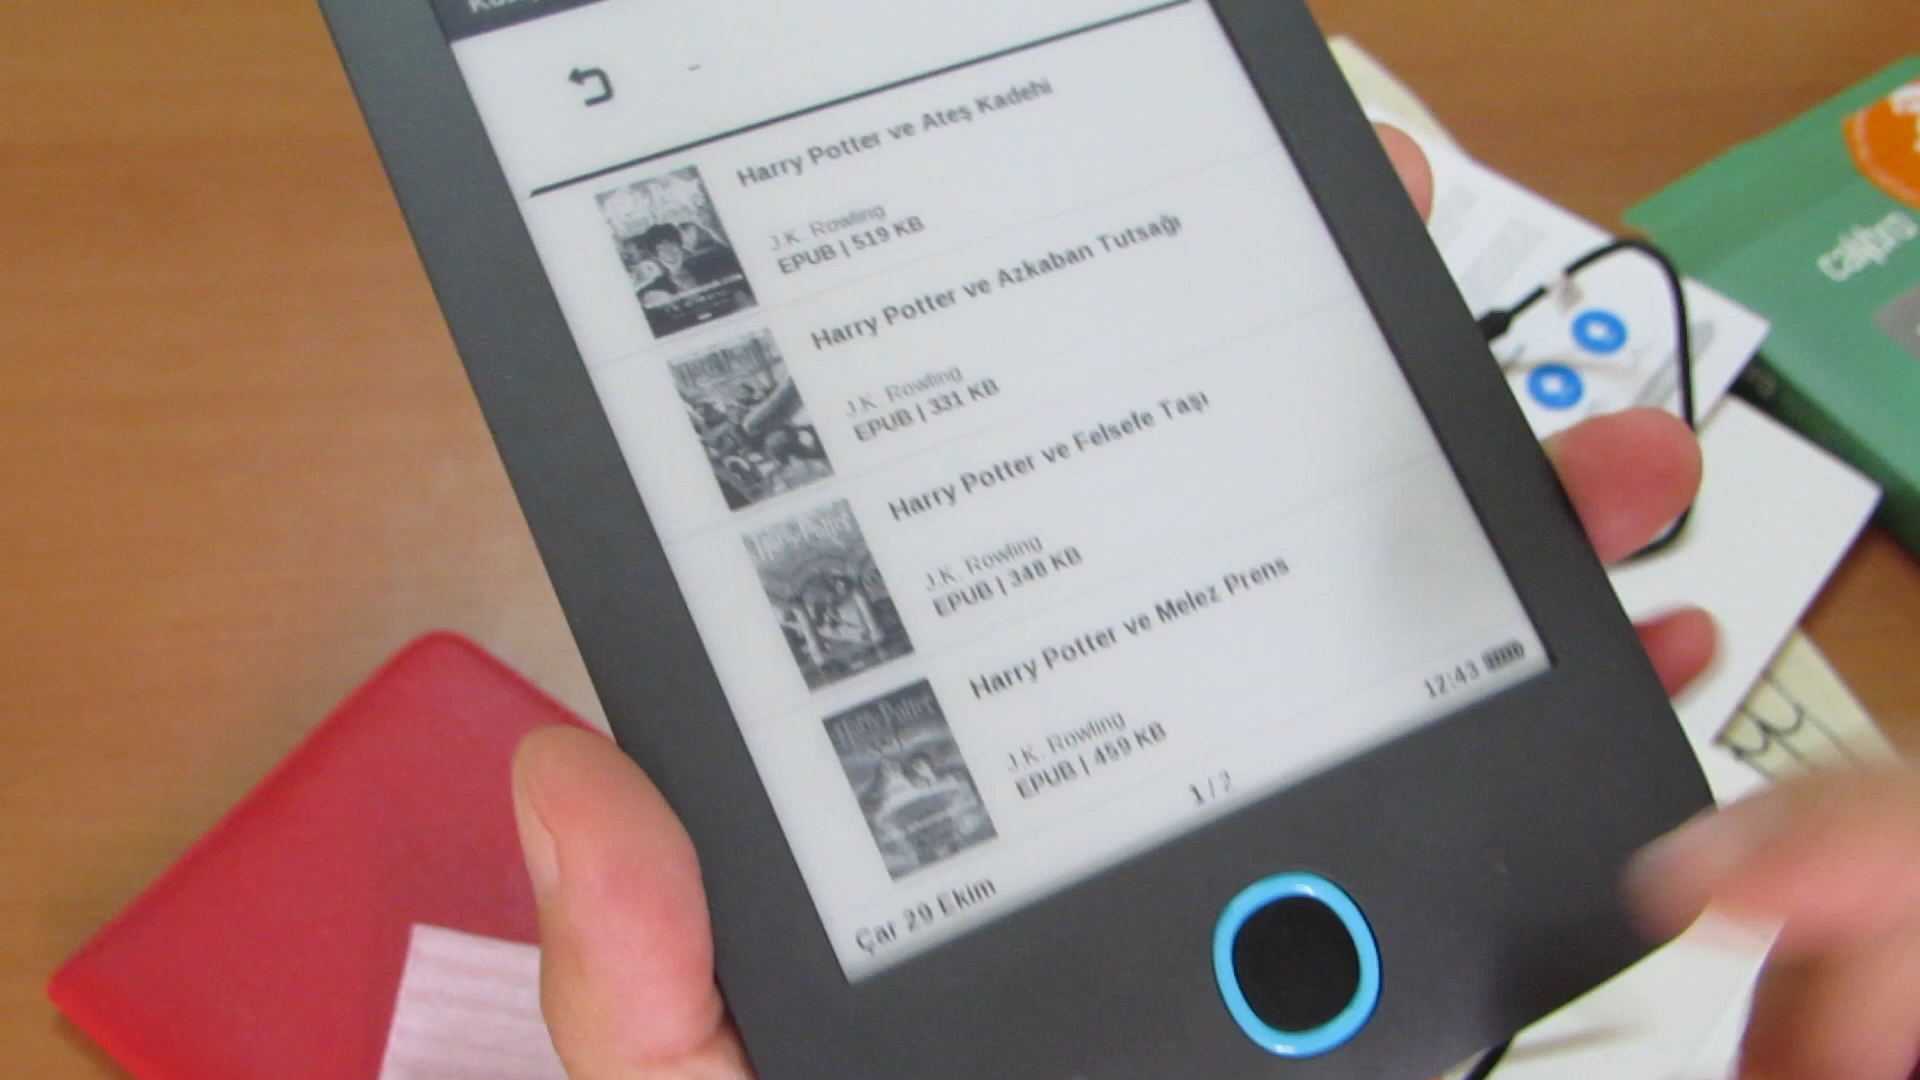 Harry Potter ve Ateş Kadehi
J.K. Rowling
EPUB | 519 KB
Harry Potter ve Azkaban Tutsağı
J.K. Rowling
EPUB | 331 KB
Harry Potter ve Felsefe Taşı
J.K. Rowling
EPUB | 348 KB
Harry Potter ve Melez Prens
J.K. Rowling
EPUB | 459 KB
1 / 2
Çar 29 Ekim
12:43
calibro